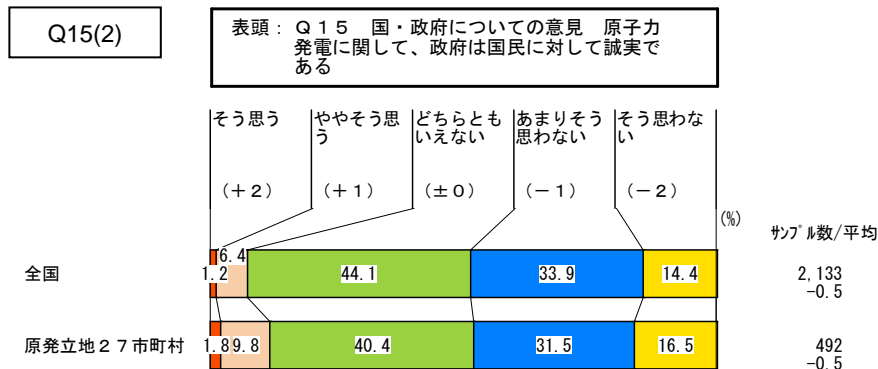 Q15(2)
表頭： Ｑ１５　国・政府についての意見　原子力
発電に関して、政府は国民に対して誠実で
ある
そう思う
ややそう思
う
どちらとも
いえない
あまりそう
思わない
そう思わな
い
（＋２）
（＋１）
（±０）
（－１）
（－２）
(%)
ｻﾝﾌﾟﾙ数/平均
全国
1.2
6.4
44.1
33.9
14.4
2,133
-0.5
原発立地２７市町村
1.8
9.8
40.4
31.5
16.5
492
-0.5